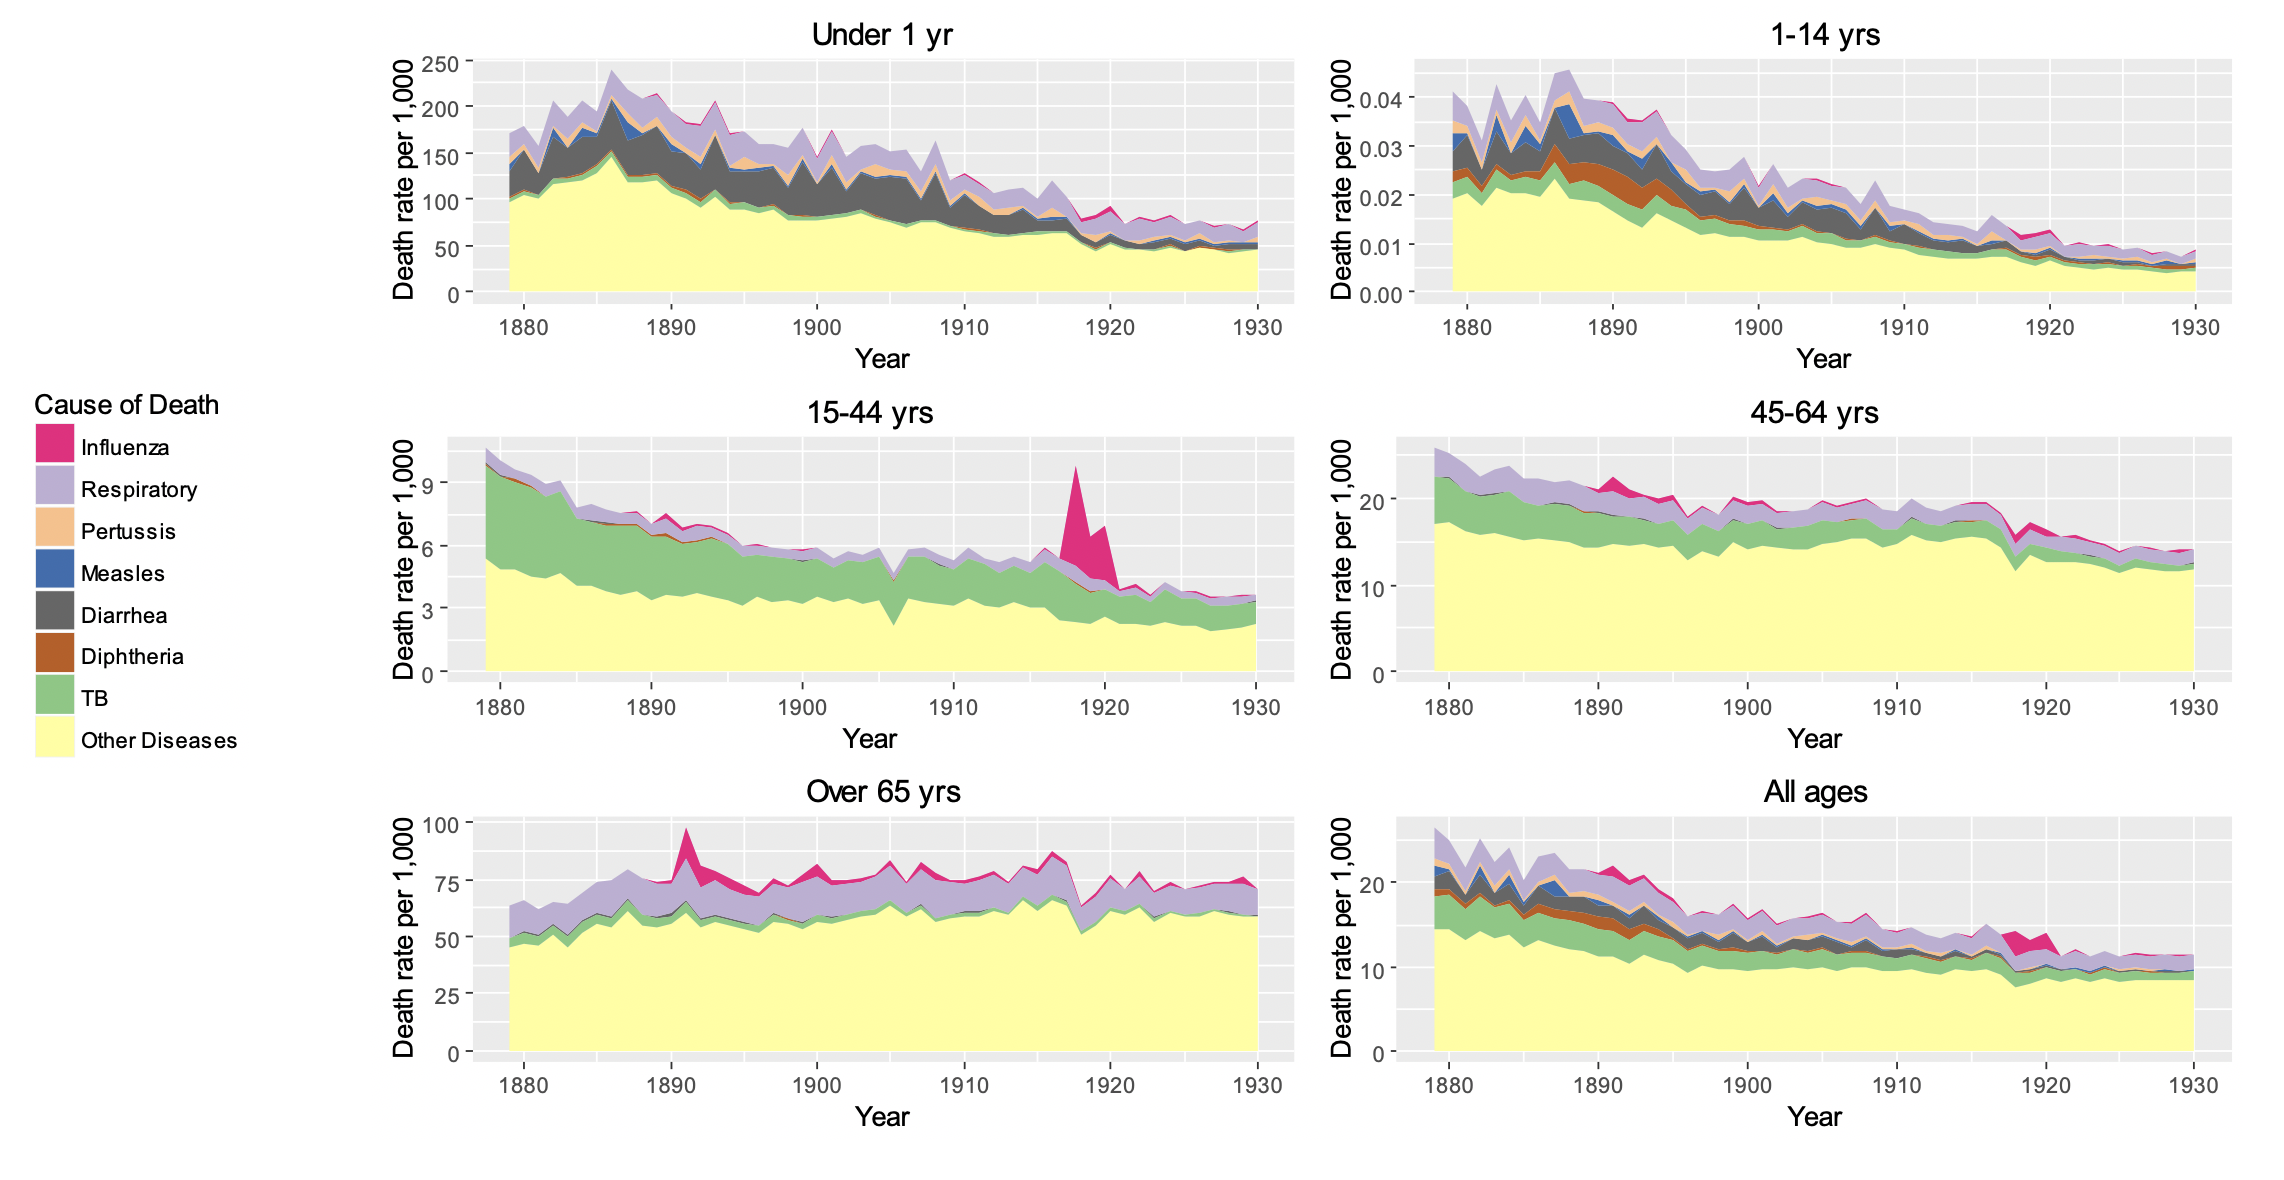 Under 1 yr
Death rate per 1,000
250
200
150
100
50
0
1880 1890 1900 1910 1920 1930
Year
1-14 yrs
Death rate per 1,000
0.04
0.03
0.02
0.01
0.00
1880 1890 1900 1910 1920 1930
Year
Cause of Death
Influenza
Respiratory
Pertussis
Measles
Diarrhea
Diphtheria
TB
Other Diseases
15-44 yrs
Death rate per 1,000
9
6
3
0
1880 1890 1900 1910 1920 1930
Year
45-64 yrs
Death rate per 1,000
20
10
0
1880 1890 1900 1910 1920 1930
Year
Over 65 yrs
Death rate per 1,000
100
75
50
25
0
1880 1890 1900 1910 1920 1930
Year
All ages
Death rate per 1,000
20
10
0
1880 1890 1900 1910 1920 1930
Year